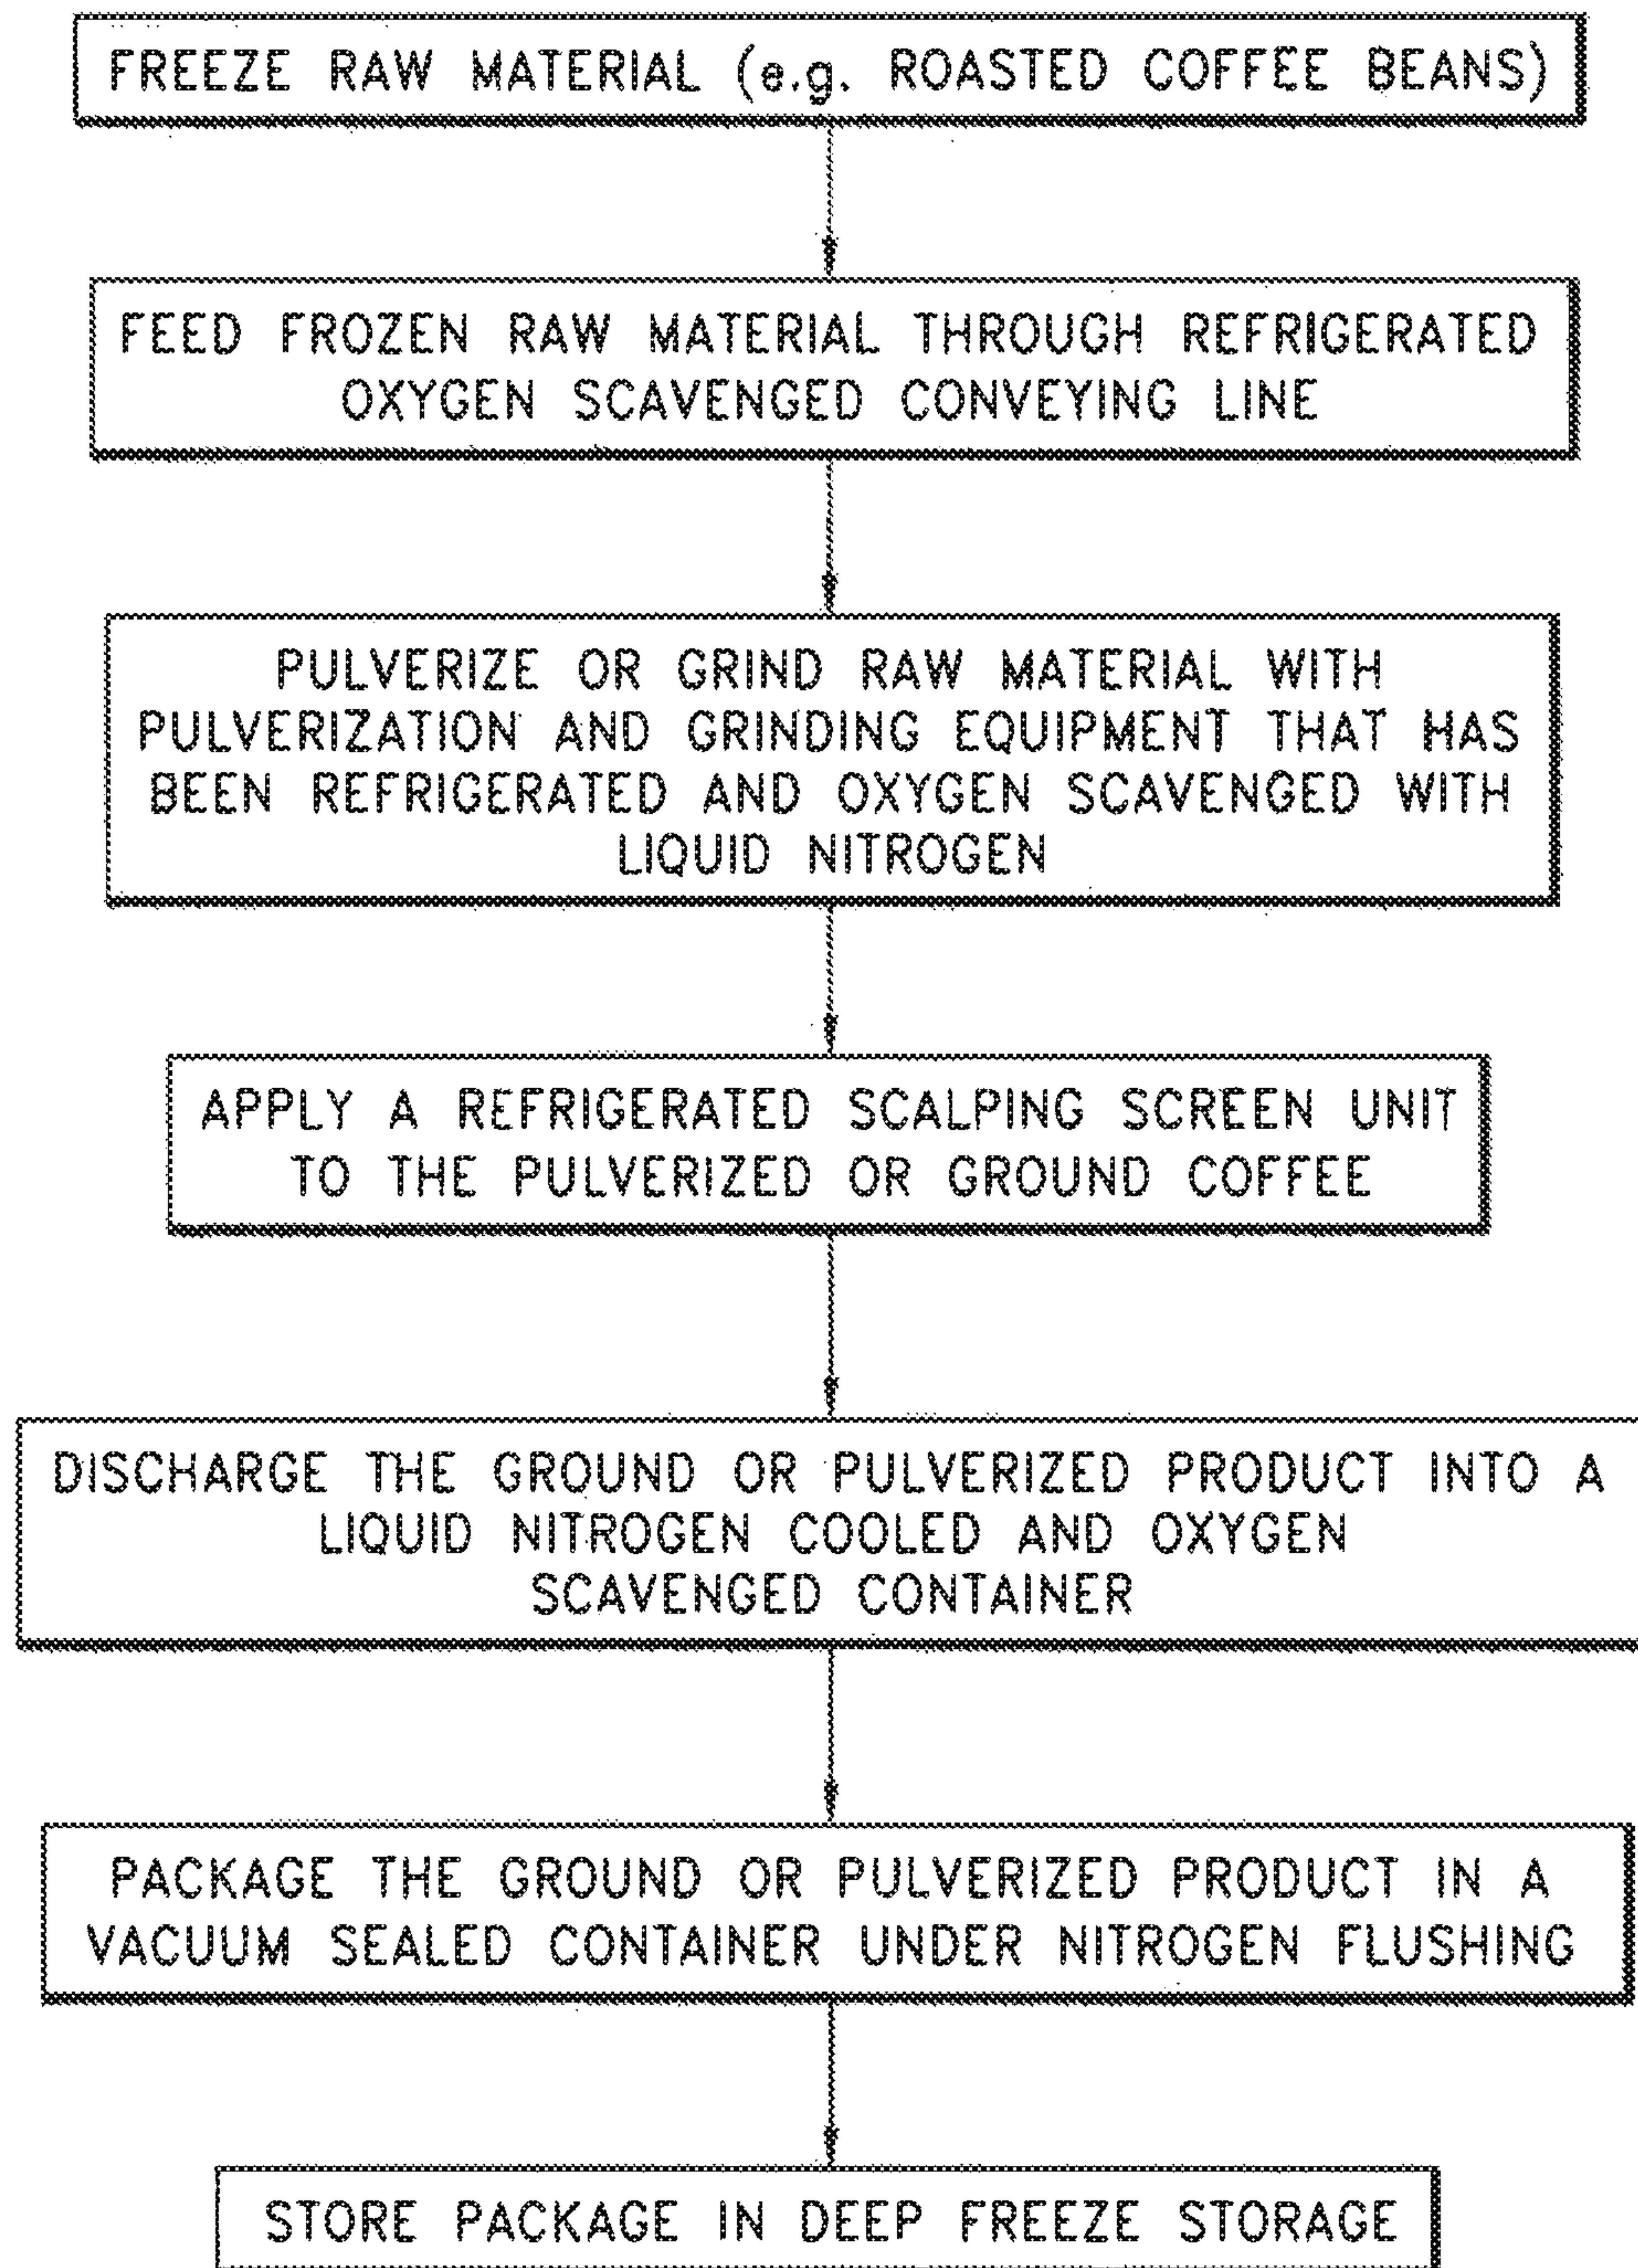 FREEZE RAW MATERIAL (e.g. ROASTED COFFEE BEANS)
FEED FROZEN RAW MATERIAL THROUGH REFRIGERATED
OXYGEN SCAVENGED CONVEYING LINE
PULVERIZE OR GRIND RAW MATERIAL WITH
PULVERIZATION AND GRINDING EQUIPMENT THAT HAS
BEEN REFRIGERATED AND OXYGEN SCAVENGED WITH
LIQUID NITROGEN
APPLY A REFRIGERATED SCALPING SCREEN UNIT
TO THE PULVERIZED OR GROUND COFFEE
DISCHARGE THE GROUND OR PULVERIZED PRODUCT INTO A
LIQUID NITROGEN COOLED AND OXYGEN
SCAVENGED CONTAINER
PACKAGE THE GROUND OR PULVERIZED PRODUCT IN A
VACUUM SEALED CONTAINER UNDER NITROGEN FLUSHING
STORE PACKAGE IN DEEP FREEZE STORAGE